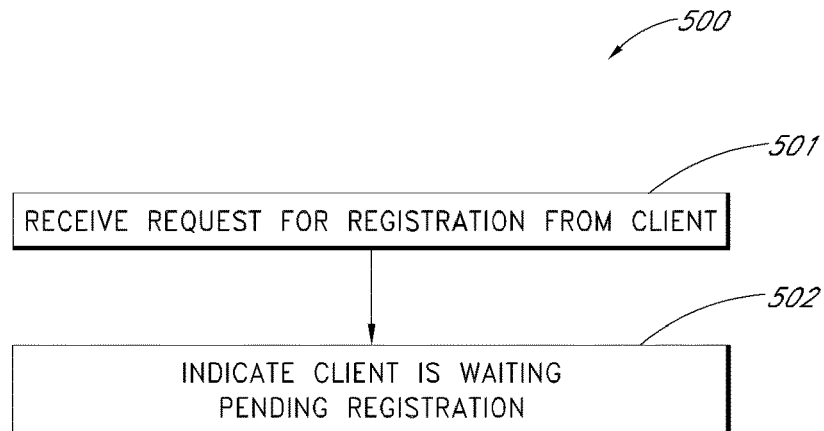 500
501
RECEIVE REQUEST FOR REGISTRATION FROM CLIENT
502
INDICATE CLIENT IS WAITING
PENDING REGISTRATION